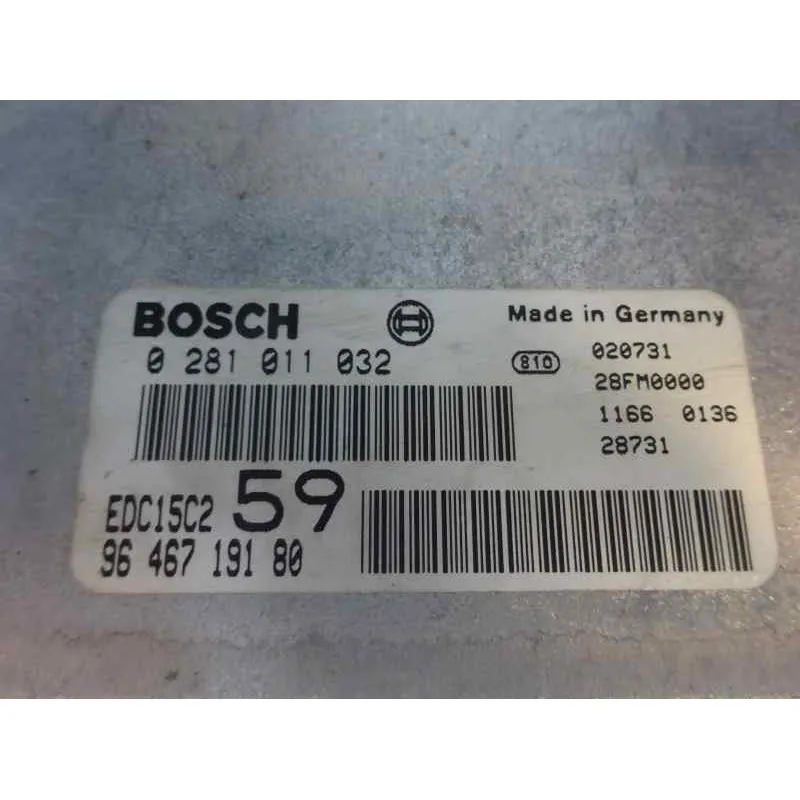 BOSCH
Made in Germany
0 281 011 032
810
020731
28FM0000
1166 0136
28731
EDC15C2
59
96 467 191 80